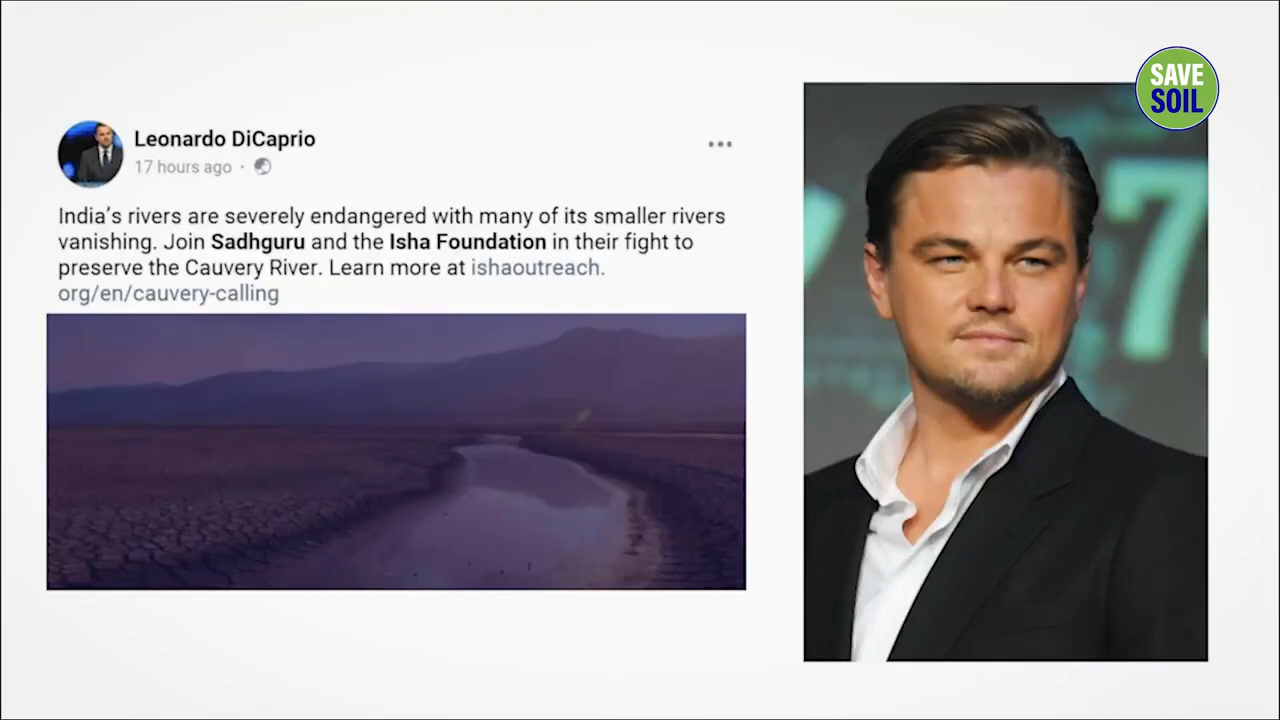 SAVE
SOIL
Leonardo DiCaprio
17 hours ago ·
India's rivers are severely endangered with many of its smaller rivers
vanishing. Join Sadhguru and the Isha Foundation in their fight to
preserve the Cauvery River. Learn more at ishaoutreach.
org/en/cauvery-calling
7